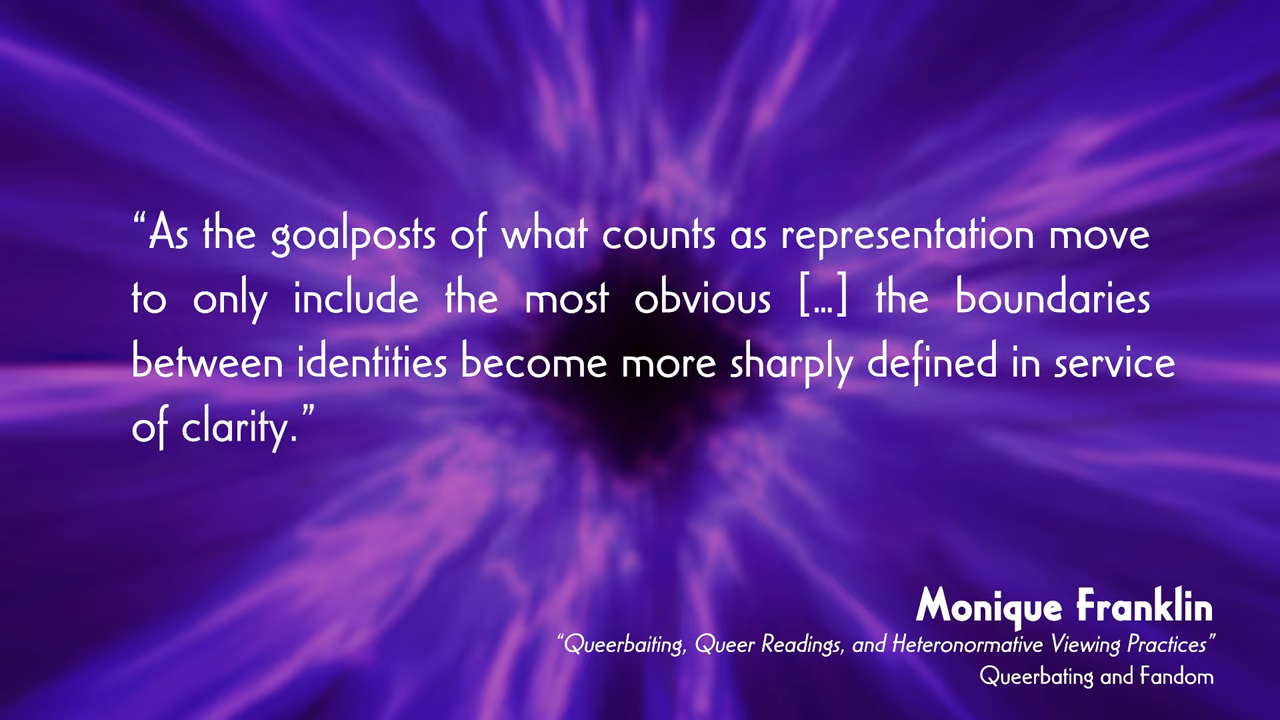 “As the goalposts of what counts as representation move
to only include the most obvious [...] the boundaries
between identities become more sharply defined in service
of clarity.”
Monique Franklin
“Queerbaiting, Queer Readings, and Heteronormative Viewing Practices”
Queerbating and Fandom